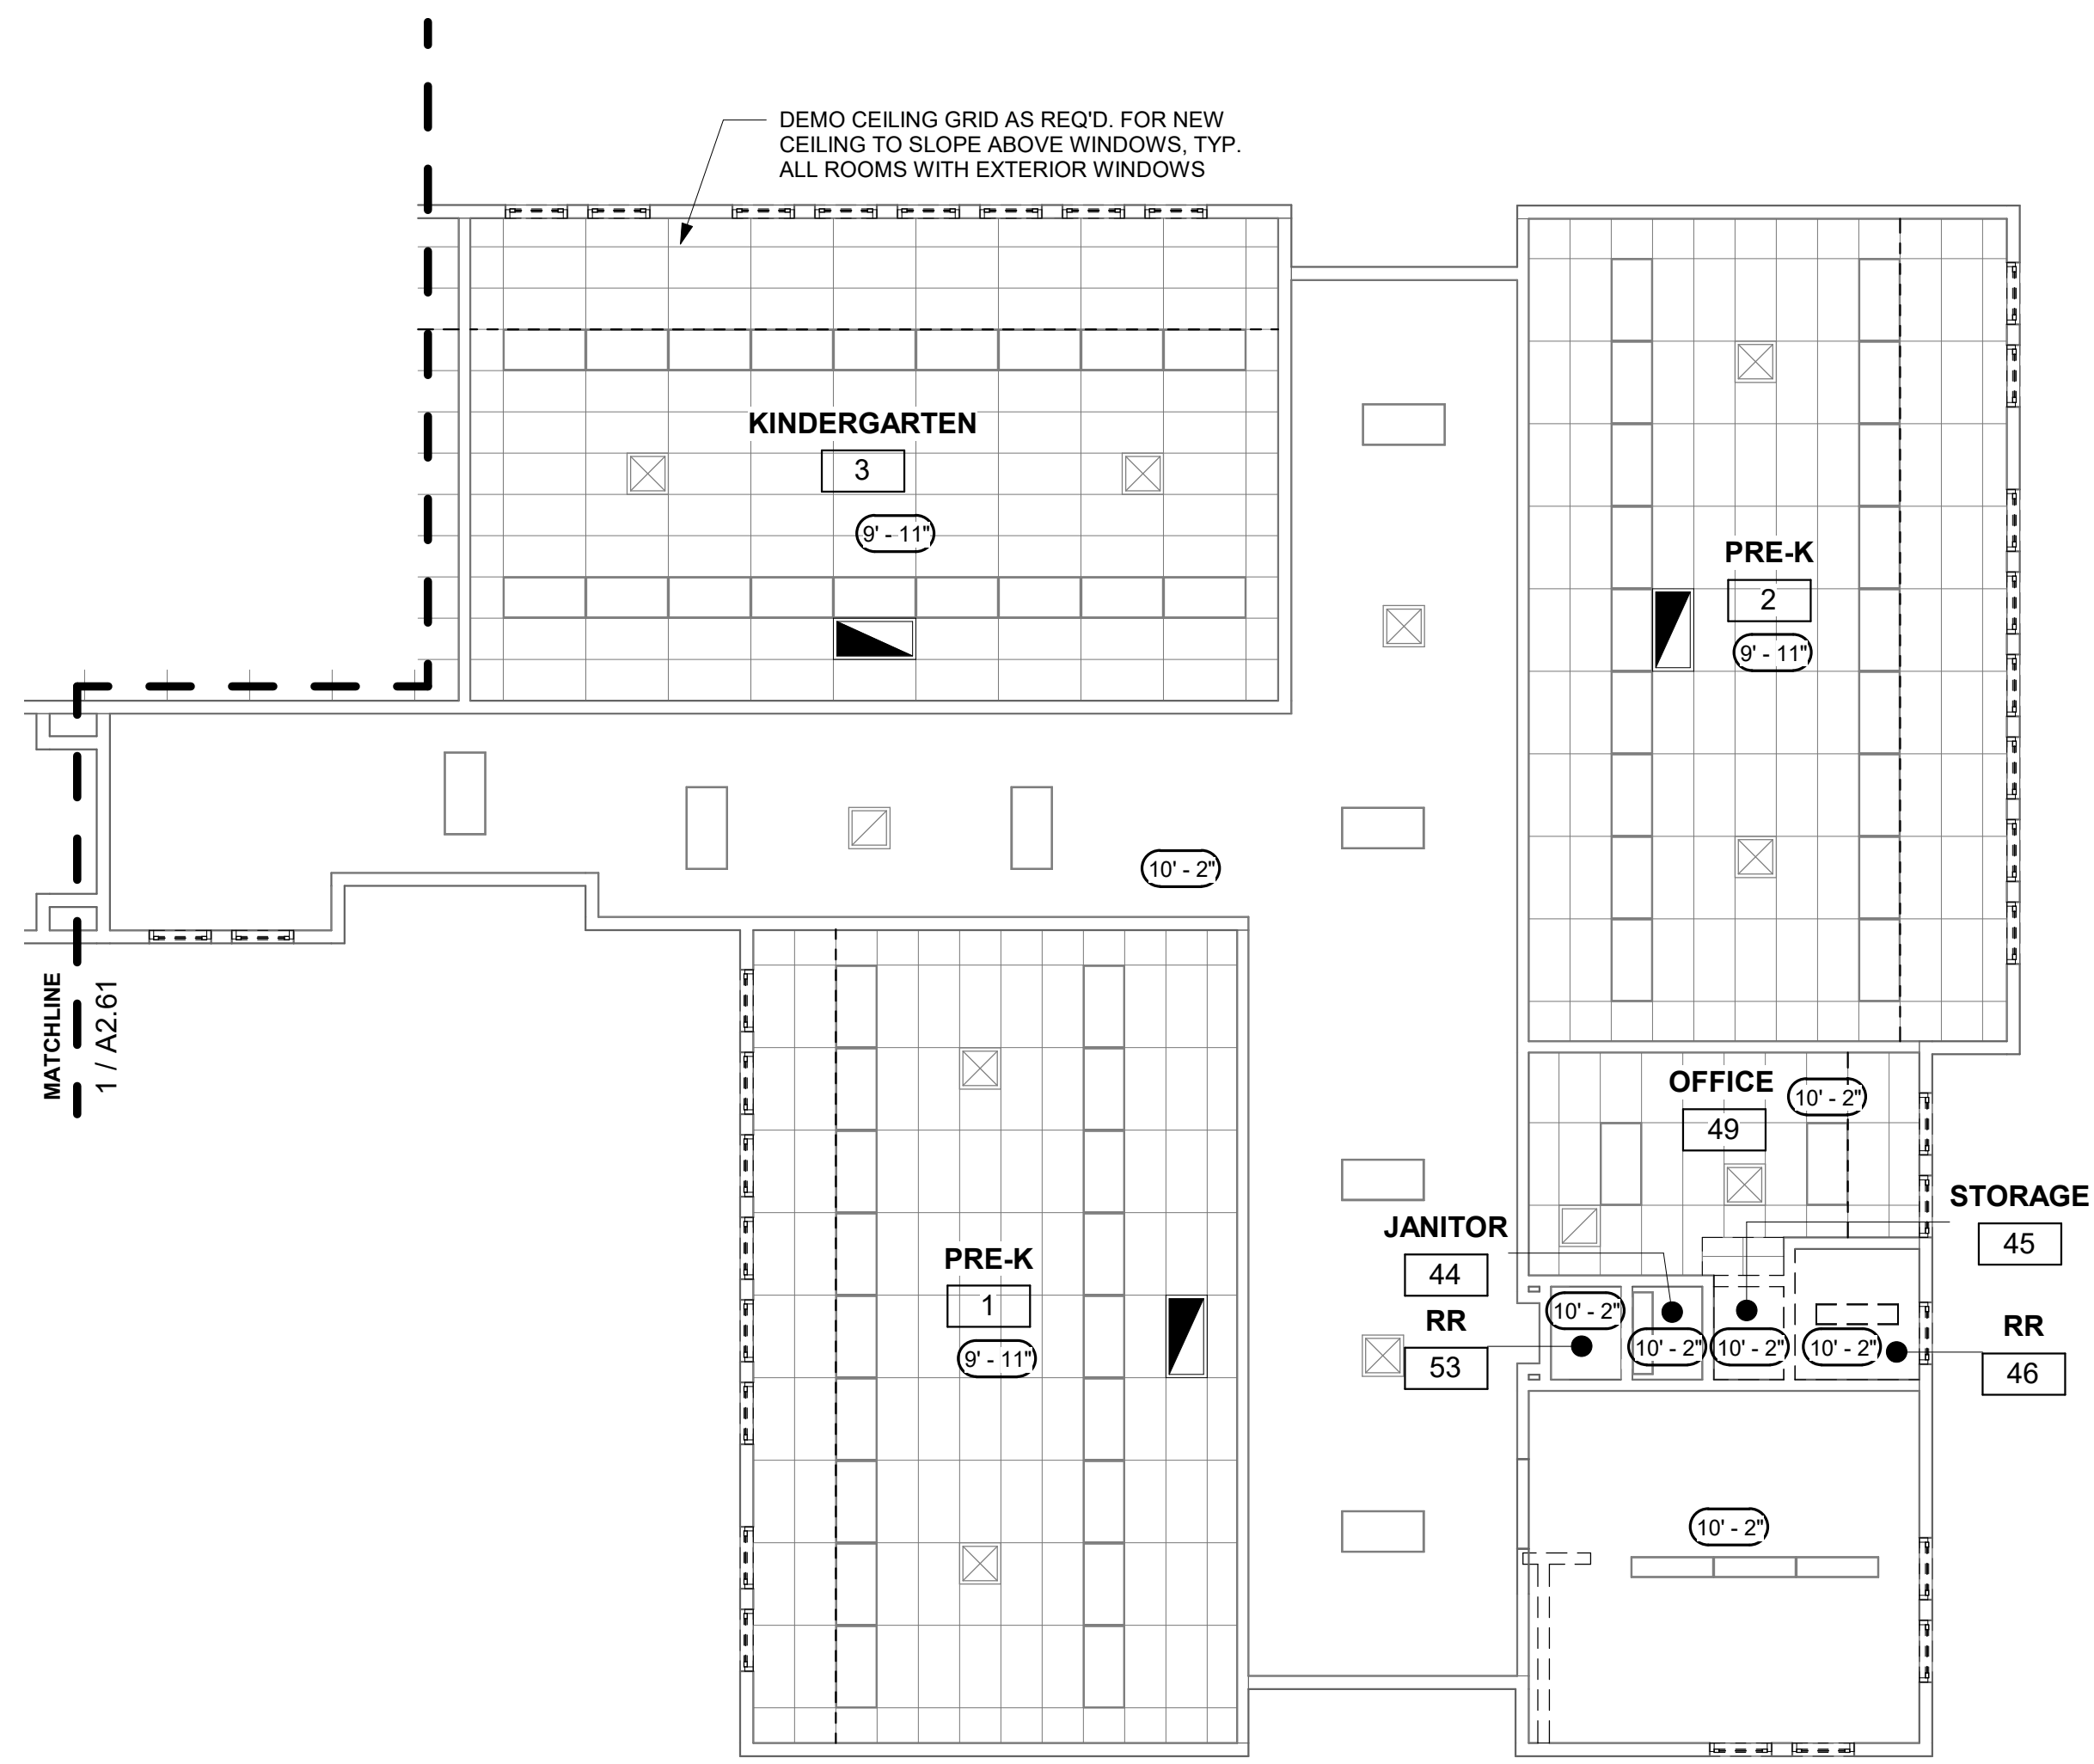 DEMO CEILING GRID AS REQ'D. FOR NEW
CEILING TO SLOPE ABOVE WINDOWS, TYP.
ALL ROOMS WITH EXTERIOR WINDOWS
KINDERGARTEN
3
9' - 11"
PRE-K
2
9' - 11"
10' - 2"
MATCHLINE
1 / A2.61
OFFICE
10' - 2"
49
STORAGE
45
JANITOR
44
PRE-K
1
9' - 11"
RR
53
10' - 2"
10' - 2"
10' - 2"
10' - 2"
RR
46
10' - 2"